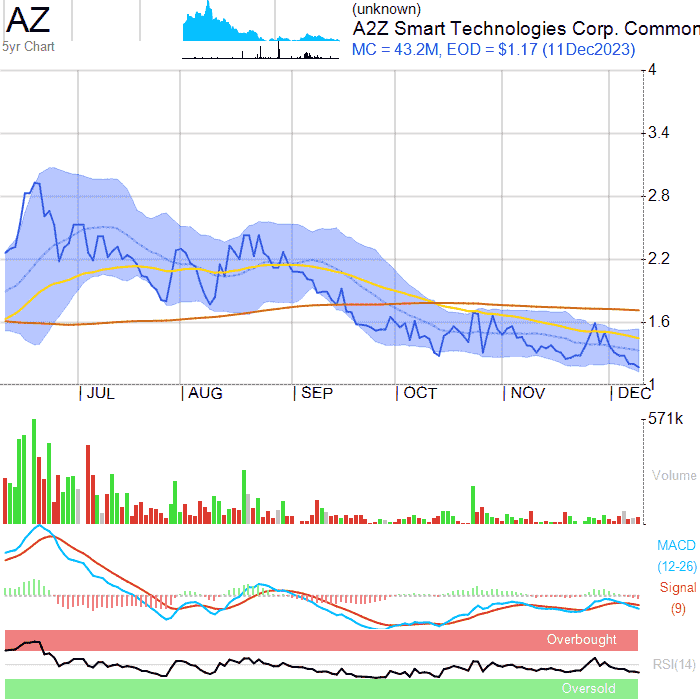 AZ
5yr Chart
(unknown)
A2Z Smart Technologies Corp. Common
MC = 43.2M, EOD = $1.17 (11Dec2023)
4
3.4
2.8
2.2
1.6
1
JUL AUG SEP OCT NOV DEC
571k
Volume
MACD
(12-26)
Signal
(9)
Overbought
RSI(14)
Oversold